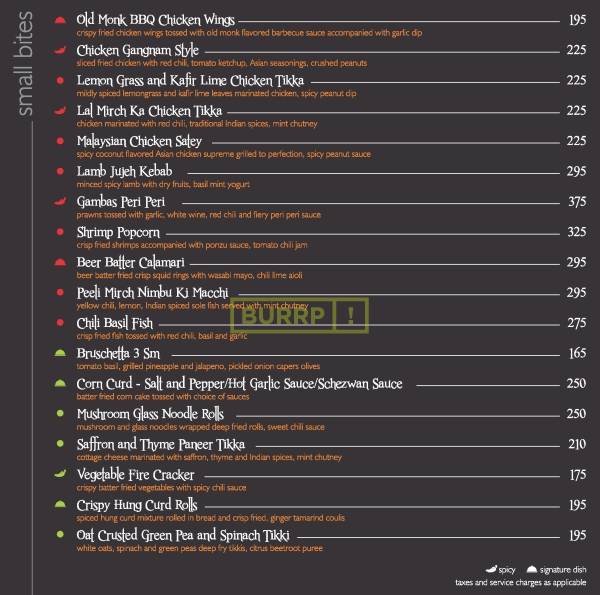 small bites
Old Monk BBQ Chicken Wings 195
crispy fried chicken wings tossed with old monk flavored barbecue sauce accompanied with garlic dip
Chicken Gangnam Style 225
sliced fried chicken with red chili, tomato ketchup, Asian seasonings, crushed peanuts
Lemon Grass and Kafir Lime Chicken Tikka 225
mildly spiced lemongrass and kafir lime leaves marinated chicken, spicy peanut dip
Lal Mirch Ka Chicken Tikka 225
chicken marinated with red chili, traditional Indian spices, mint chutney
Malaysian Chicken Satey 225
spicy coconut flavored Asian chicken supreme grilled to perfection, spicy peanut sauce
Lamb Jujeh Kebab 295
minced spicy lamb with dry fruits, basil mint yogurt
Gambas Peri Peri 375
prawns tossed with garlic, white wine, red chili and fiery peri peri sauce
Shrimp Popcorn 325
crisp fried shrimps accompanied with ponzu sauce, tomato chili jam
Beer Batter Calamari 295
beer batter fried crisp squid rings with wasabi mayo, chili lime aioli
Peeli Mirch Nimbu Ki Macchi 295
yellow chili, lemon, Indian spiced sole fish served with mint chutney
BURRP!
Chili Basil Fish 275
crisp fried fish tossed with red chili, basil and garlic
Bruschetta 3 Sm 165
tomato basil, grilled pineapple and jalapeno, pickled onion capers olives
Corn Curd - Salt and Pepper/Hot Garlic Sauce/Schezwan Sauce 250
batter fried corn cake tossed with choice of sauces
Mushroom Glass Noodle Rolls 250
mushroom and glass noodles wrapped deep fried rolls, sweet chili sauce
Saffron and Thyme Paneer Tikka 210
cottage cheese marinated with saffron, thyme and Indian spices, mint chutney
Vegetable Fire Cracker 175
crispy batter fried vegetables with spicy chili sauce
Crispy Hung Curd Rolls 195
spiced hung curd mixture rolled in bread and crisp fried, ginger tamarind coulis
Oat Crusted Green Pea and Spinach Tikki 195
white oats, spinach and green peas deep fry tikkis, citrus beetroot puree
spicy signature dish
taxes and service charges as applicable